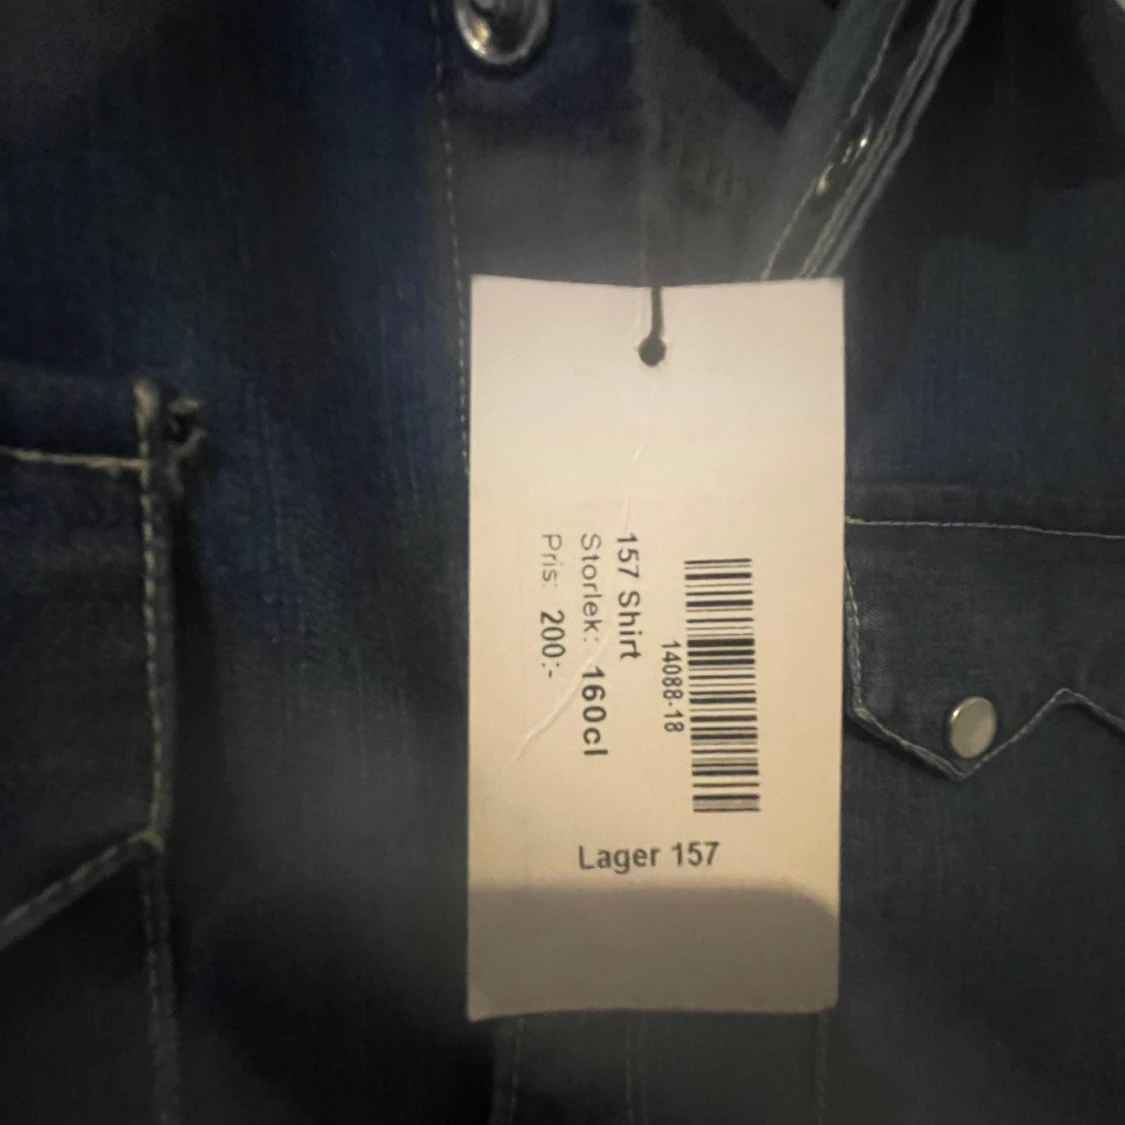 14088-18
157 Shirt
Storlek: 160cl
Pris: 200:-
Lager 157